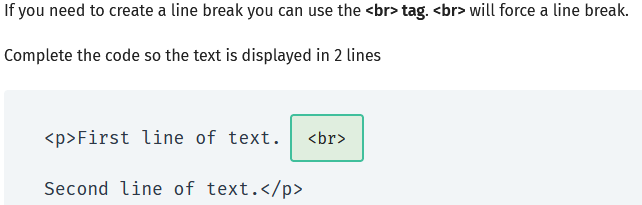 If you need to create a line break you can use the <br> tag. <br> will force a line break.
Complete the code so the text is displayed in 2 lines
<p>First line of text. <br>
Second line of text.</p>